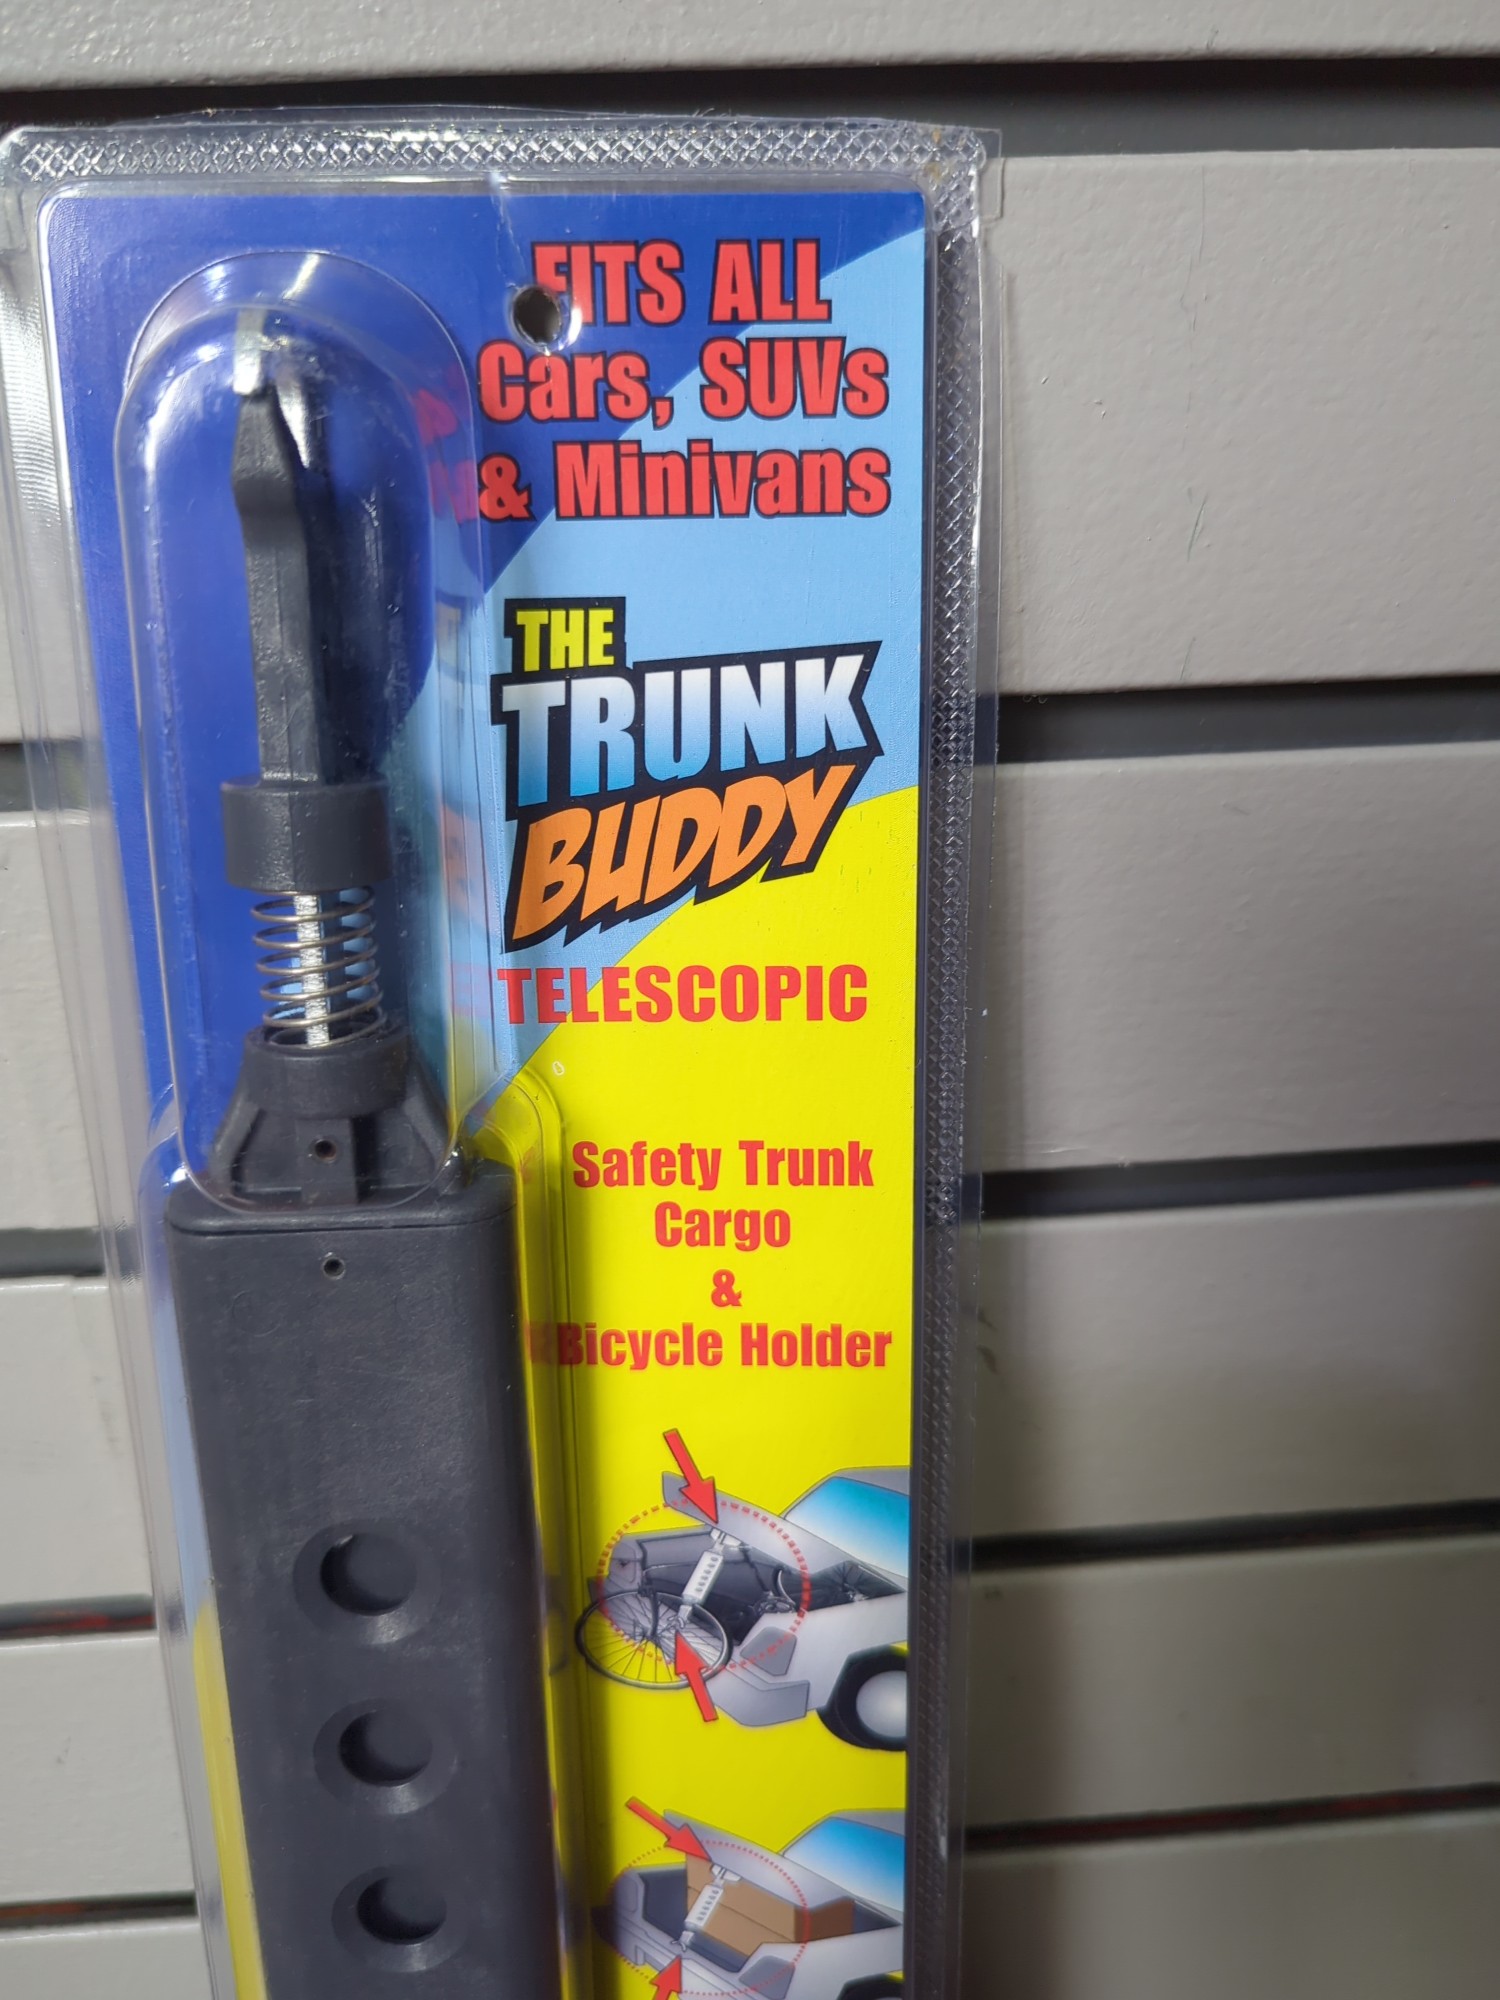 FITS ALL
Cars, SUVs
& Minivans
THE
TRUNK
BUDDY
TELESCOPIC
Safety Trunk
Cargo
&
Bicycle Holder